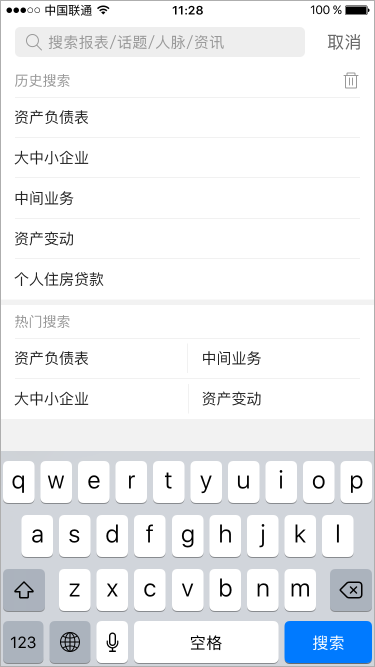 中国联通 11:28 100 %
搜索报表/话题/人脉/资讯 取消
历史搜索
资产负债表
大中小企业
中间业务
资产变动
个人住房贷款
热门搜索
资产负债表 中间业务
大中小企业 资产变动
q w e r t y u i o p
a s d f g h j k l
z x c v b n m
123 空格 搜索